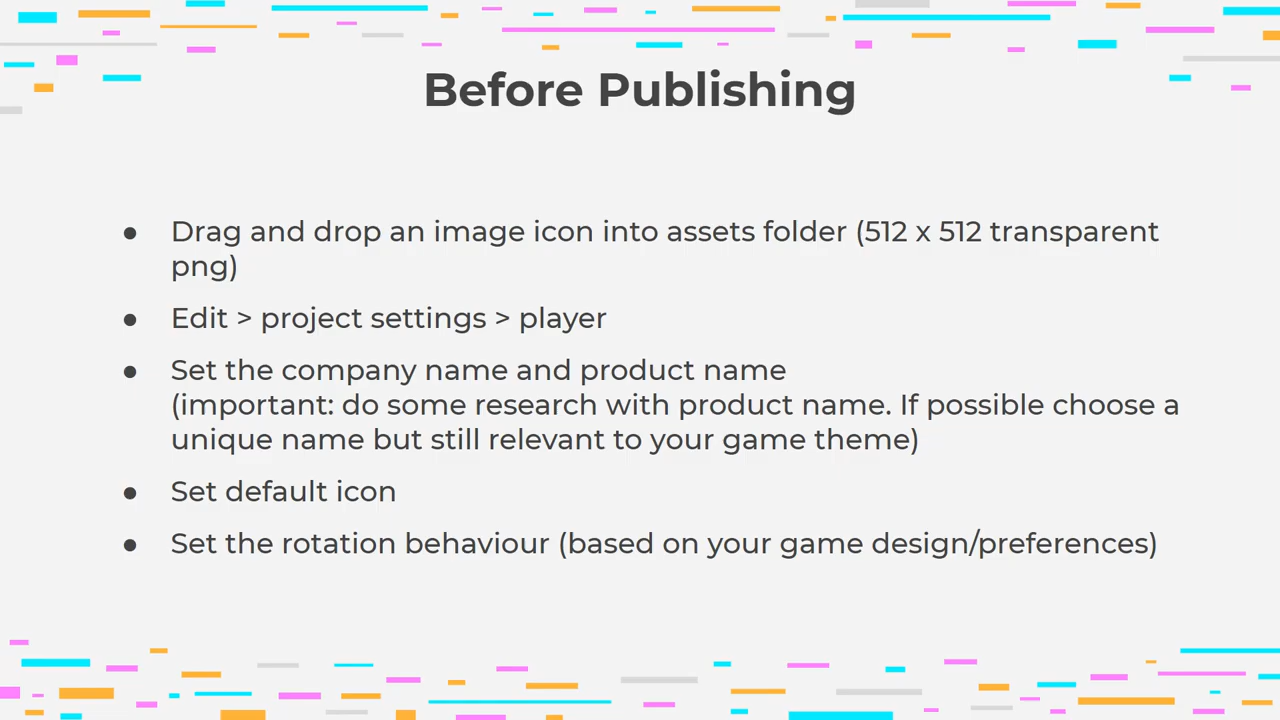 Before Publishing
● Drag and drop an image icon into assets folder (512 x 512 transparent
png)
● Edit > project settings > player
● Set the company name and product name
(important: do some research with product name. If possible choose a
unique name but still relevant to your game theme)
● Set default icon
● Set the rotation behaviour (based on your game design/preferences)